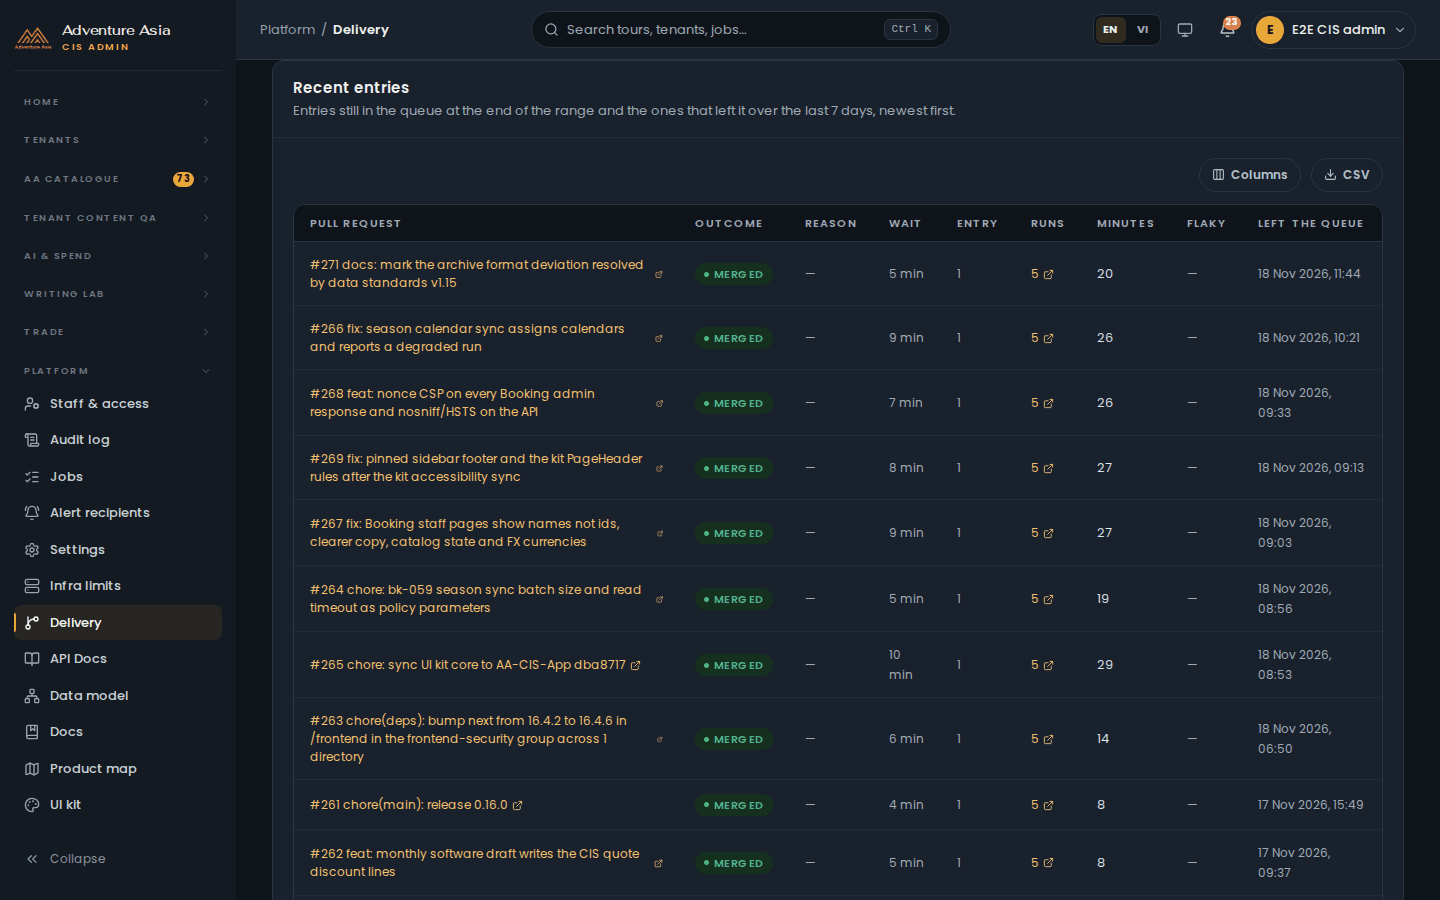 Adventure Asia
CIS ADMIN
Adventure Asia
HOME
TENANTS
AA CATALOGUE 73
TENANT CONTENT QA
AI & SPEND
WRITING LAB
TRADE
PLATFORM
Staff & access
Audit log
Jobs
Alert recipients
Settings
Infra limits
Delivery
API Docs
Data model
Docs
Product map
UI kit
Collapse
Platform / Delivery
Search tours, tenants, jobs... Ctrl K
EN VI
23
E E2E CIS admin
Recent entries
Entries still in the queue at the end of the range and the ones that left it over the last 7 days, newest first.
Columns CSV
PULL REQUEST OUTCOME REASON WAIT ENTRY RUNS MINUTES FLAKY LEFT THE QUEUE
#271 docs: mark the archive format deviation resolved
by data standards v1.15
MERGED — 5 min 1 5 20 — 18 Nov 2026, 11:44
#266 fix: season calendar sync assigns calendars
and reports a degraded run
MERGED — 9 min 1 5 26 — 18 Nov 2026, 10:21
#268 feat: nonce CSP on every Booking admin
response and nosniff/HSTS on the API
MERGED — 7 min 1 5 26 — 18 Nov 2026,
09:33
#269 fix: pinned sidebar footer and the kit PageHeader
rules after the kit accessibility sync
MERGED — 8 min 1 5 27 — 18 Nov 2026, 09:13
#267 fix: Booking staff pages show names not ids,
clearer copy, catalog state and FX currencies
MERGED — 9 min 1 5 27 — 18 Nov 2026,
09:03
#264 chore: bk-059 season sync batch size and read
timeout as policy parameters
MERGED — 5 min 1 5 19 — 18 Nov 2026,
08:56
#265 chore: sync UI kit core to AA-CIS-App dba8717
MERGED — 10
min
1 5 29 — 18 Nov 2026,
08:53
#263 chore(deps): bump next from 16.4.2 to 16.4.6 in
/frontend in the frontend-security group across 1
directory
MERGED — 6 min 1 5 14 — 18 Nov 2026,
06:50
#261 chore(main): release 0.16.0
MERGED — 4 min 1 5 8 — 17 Nov 2026, 15:49
#262 feat: monthly software draft writes the CIS quote
discount lines
MERGED — 5 min 1 5 8 — 17 Nov 2026,
09:37